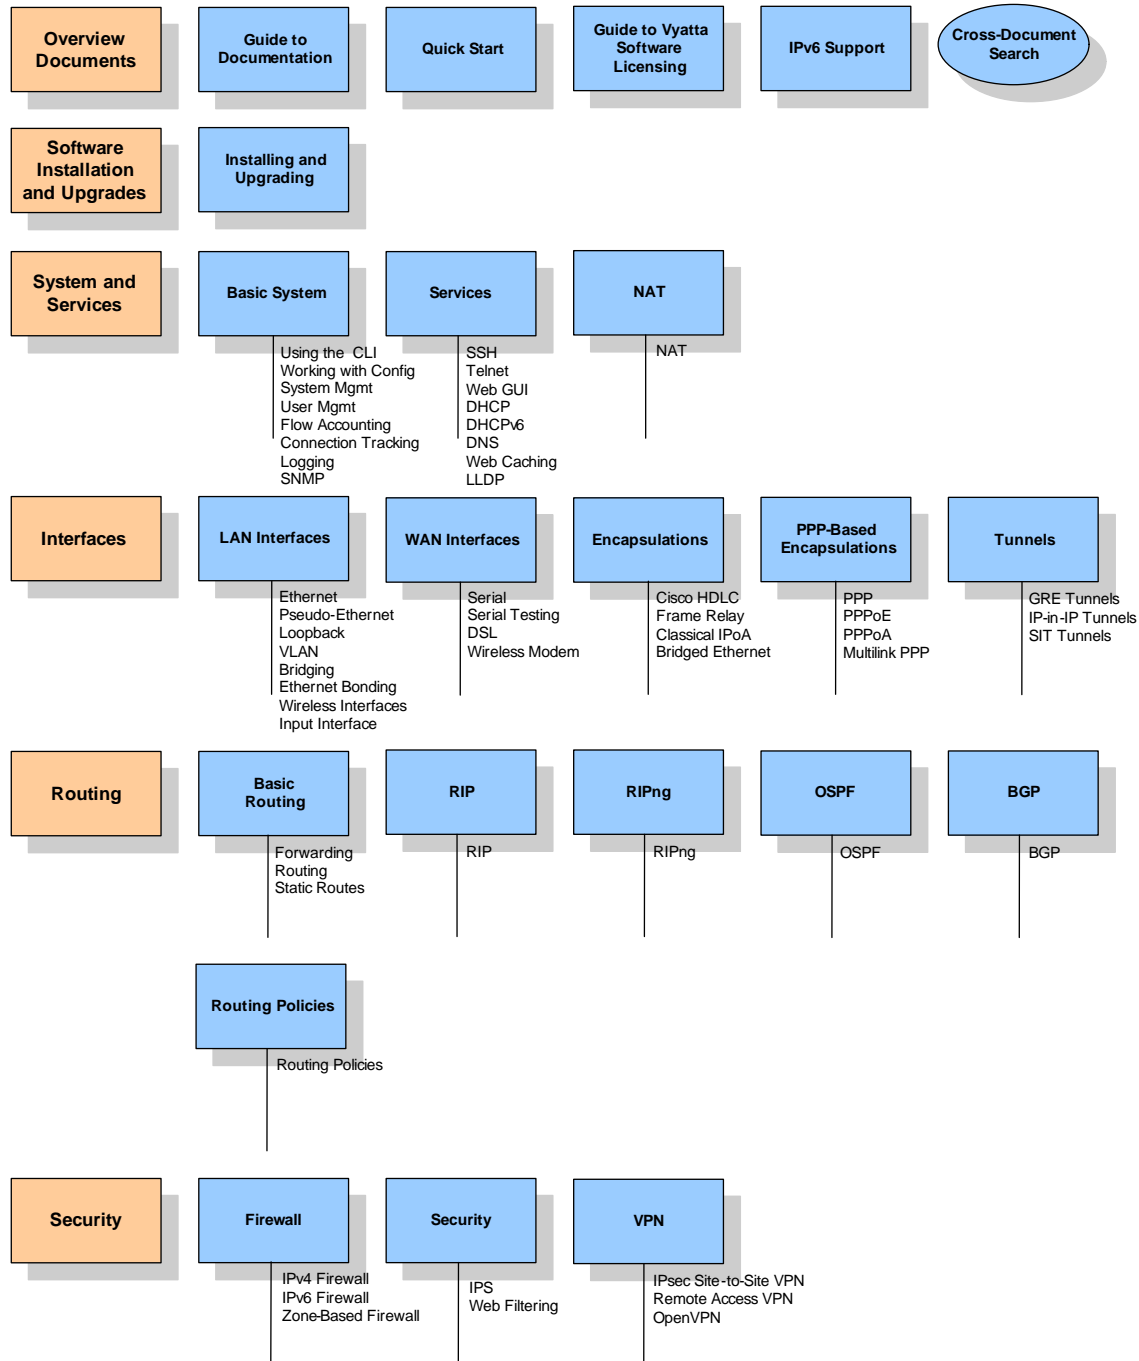 Overview
Documents
Guide to
Documentation
Quick Start
Guide to Vyatta
Software
Licensing
IPv6 Support
Cross-Document
Search
Software
Installation
and Upgrades
Installing and
Upgrading
System and
Services
Basic System
Services
NAT
Using the CLI
Working with Config
System Mgmt
User Mgmt
Flow Accounting
Connection Tracking
Logging
SNMP
SSH
Telnet
Web GUI
DHCP
DHCPv6
DNS
Web Caching
LLDP
NAT
Interfaces
LAN Interfaces
WAN Interfaces
Encapsulations
PPP-Based
Encapsulations
Tunnels
Ethernet
Pseudo-Ethernet
Loopback
VLAN
Bridging
Ethernet Bonding
Wireless Interfaces
Input Interface
Serial
Serial Testing
DSL
Wireless Modem
Cisco HDLC
Frame Relay
Classical IPoA
Bridged Ethernet
PPP
PPPoE
PPPoA
Multilink PPP
GRE Tunnels
IP-in-IP Tunnels
SIT Tunnels
Routing
Basic
Routing
RIP
RIPng
OSPF
BGP
Forwarding
Routing
Static Routes
RIP
RIPng
OSPF
BGP
Routing Policies
Routing Policies
Security
Firewall
Security
VPN
IPv4 Firewall
IPv6 Firewall
Zone-Based Firewall
IPS
Web Filtering
IPsec Site-to-Site VPN
Remote Access VPN
OpenVPN